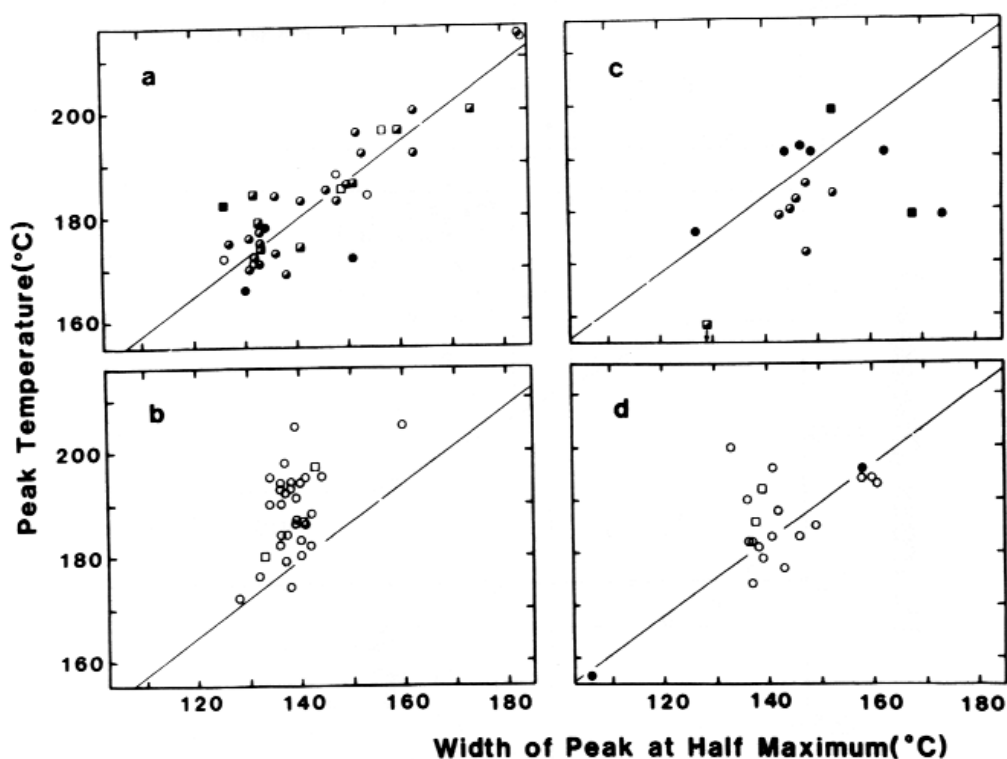 a
c
200
180
160
b
d
200
180
160
120 140 160 180 120 140 160 180
Peak Temperature(°C)
Width of Peak at Half Maximum(°C)